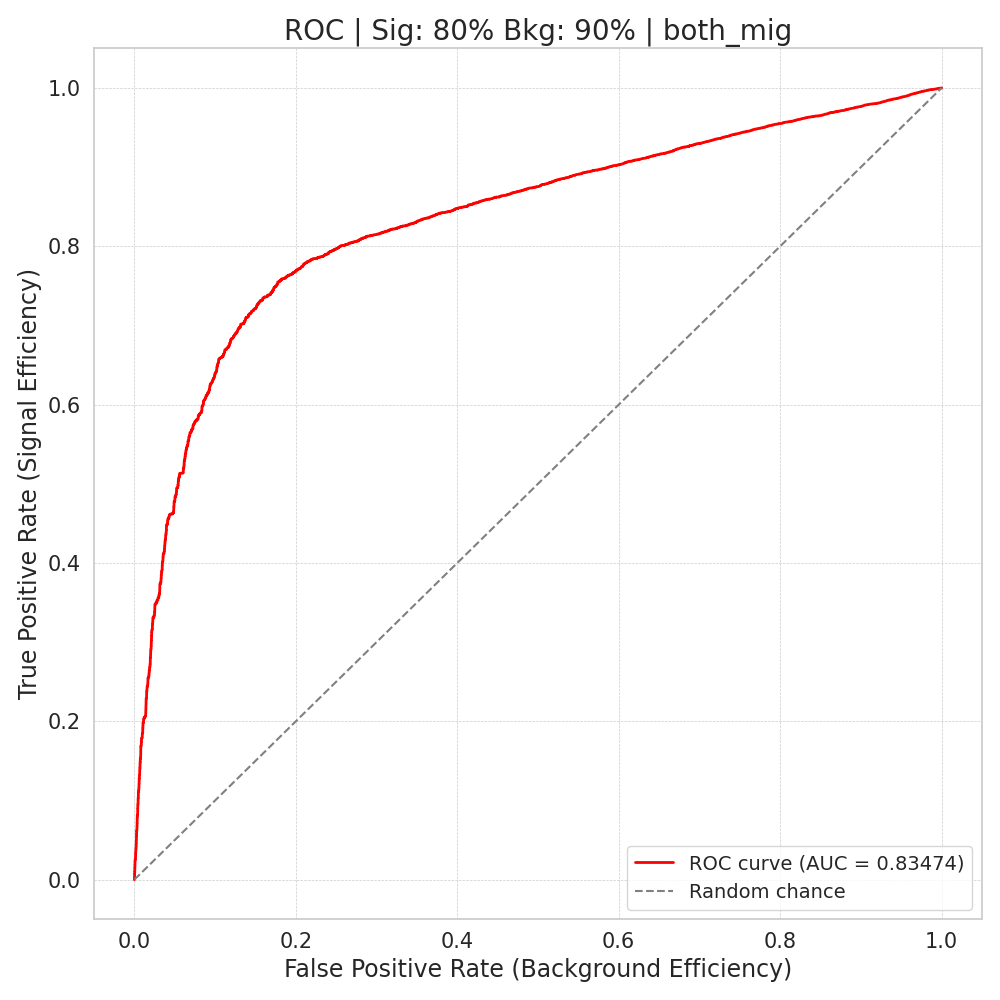 ROC | Sig: 80% Bkg: 90% | both_mig
True Positive Rate (Signal Efficiency)
1.0
0.8
0.6
0.4
0.2
0.0
ROC curve (AUC = 0.83474)
Random chance
0.0 0.2 0.4 0.6 0.8 1.0
False Positive Rate (Background Efficiency)